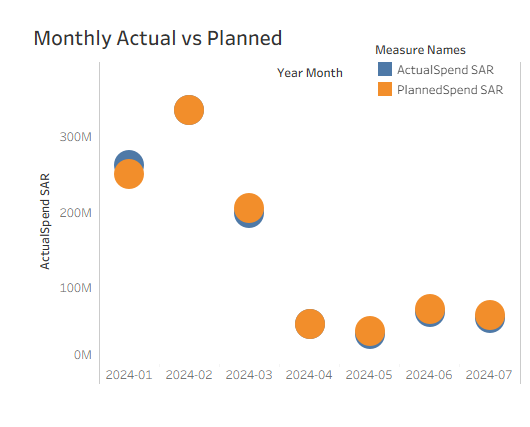 Monthly Actual vs Planned
Measure Names
Year Month
ActualSpend SAR
PlannedSpend SAR
ActualSpend SAR
300M
200M
100M
0M
2024-01 2024-02 2024-03 2024-04 2024-05 2024-06 2024-07